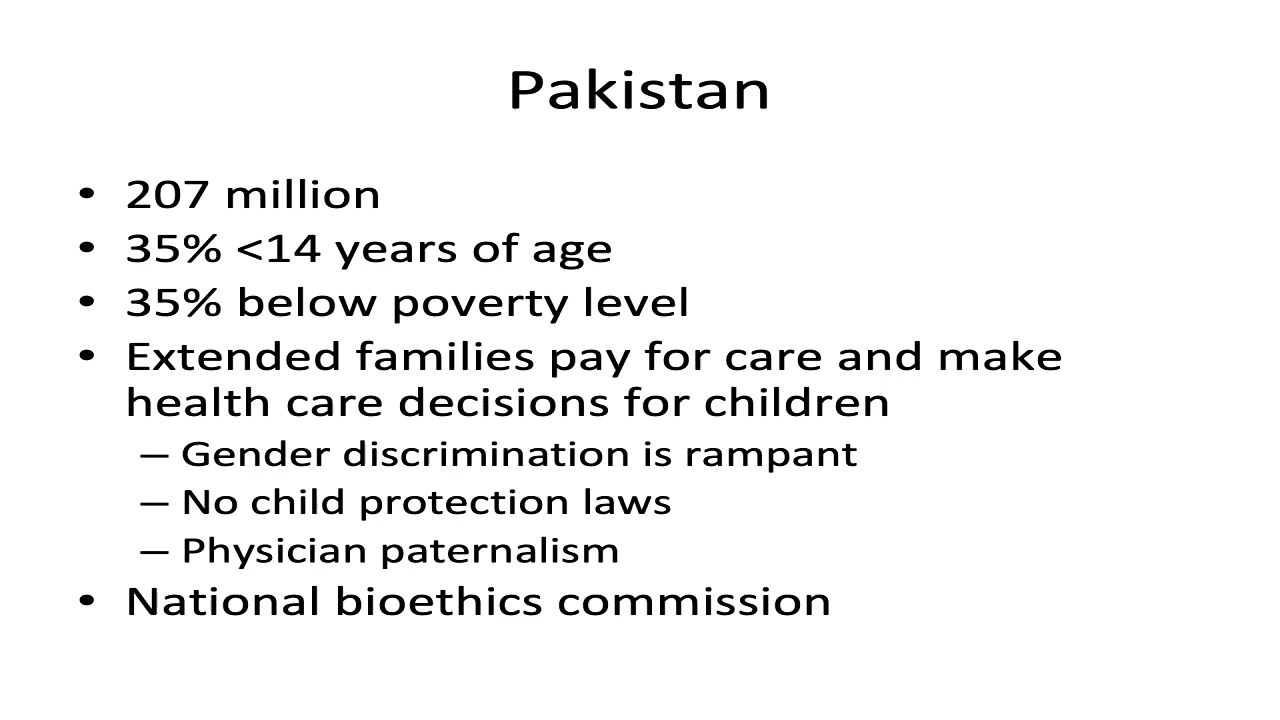 Pakistan
• 207 million
• 35% <14 years of age
• 35% below poverty level
• Extended families pay for care and make
health care decisions for children
– Gender discrimination is rampant
– No child protection laws
– Physician paternalism
• National bioethics commission